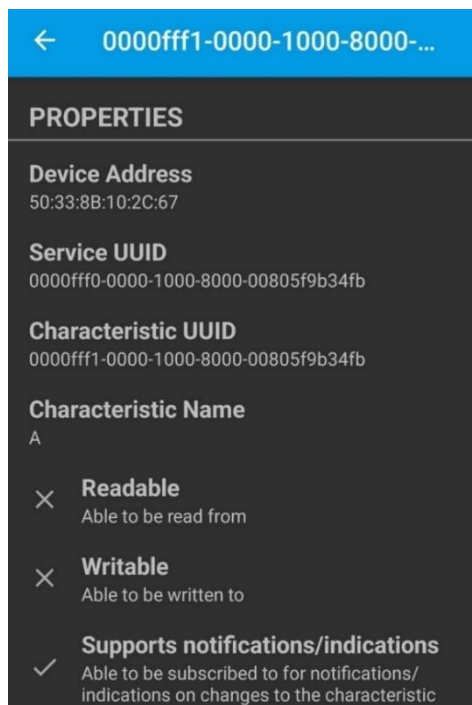 0000fff1-0000-1000-8000-...
PROPERTIES
Device Address
50:33:8B:10:2C:67
Service UUID
0000fff0-0000-1000-8000-00805f9b34fb
Characteristic UUID
0000fff1-0000-1000-8000-00805f9b34fb
Characteristic Name
A
Readable
Able to be read from
Writable
Able to be written to
Supports notifications/indications
Able to be subscribed to for notifications/
indications on changes to the characteristic